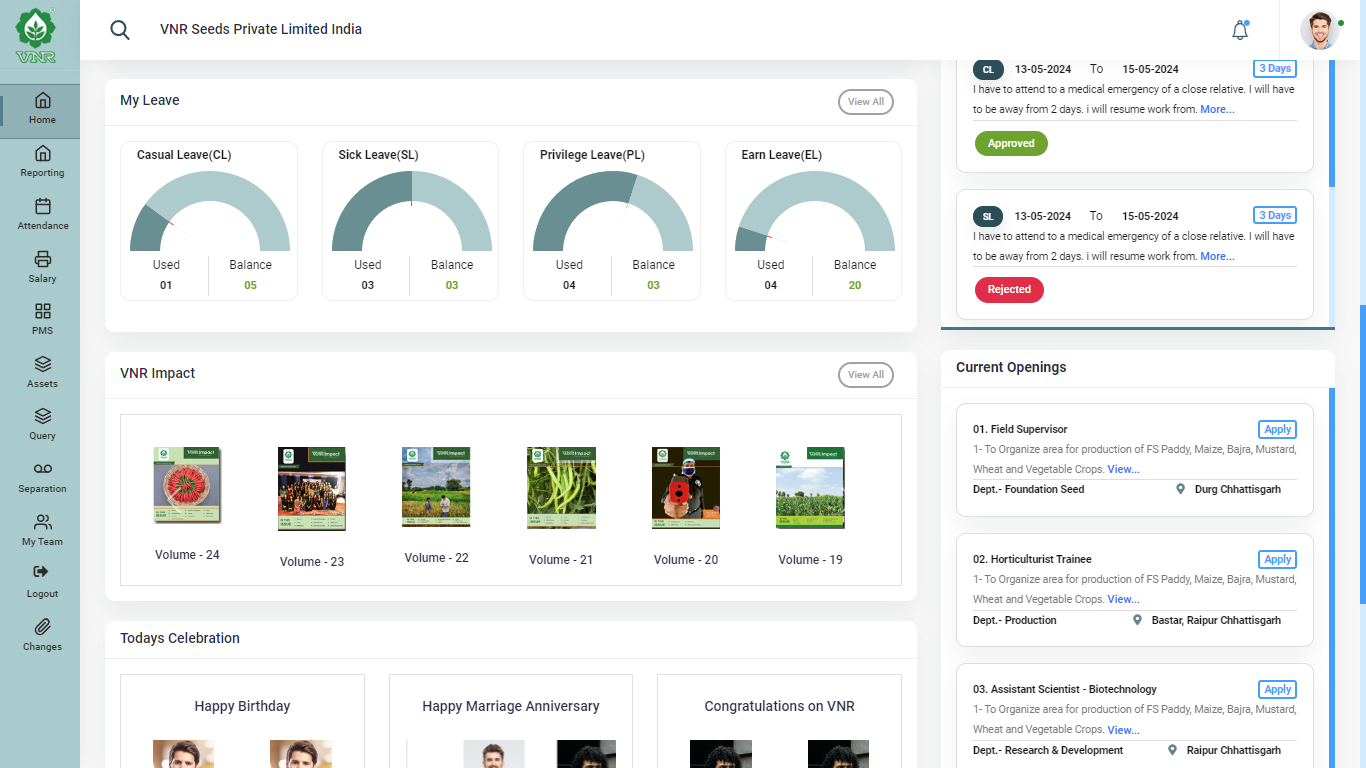 VNR
VNR Seeds Private Limited India
Home
Reporting
Attendance
Salary
PMS
Assets
Query
Separation
My Team
Logout
Changes
My Leave
View All
Casual Leave(CL)
Used
Balance
01
05
Sick Leave(SL)
Used
Balance
03
03
Privilege Leave(PL)
Used
Balance
04
03
Earn Leave(EL)
Used
Balance
04
20
VNR Impact
View All
Volume - 24
Volume - 23
Volume - 22
Volume - 21
Volume - 20
Volume - 19
Todays Celebration
Happy Birthday
Happy Marriage Anniversary
Congratulations on VNR
CL 13-05-2024 To 15-05-2024 3 Days
I have to attend to a medical emergency of a close relative. I will have
to be away from 2 days. i will resume work from. More...
Approved
SL 13-05-2024 To 15-05-2024 3 Days
I have to attend to a medical emergency of a close relative. I will have
to be away from 2 days. i will resume work from. More...
Rejected
Current Openings
01. Field Supervisor Apply
1- To Organize area for production of FS Paddy, Maize, Bajra, Mustard,
Wheat and Vegetable Crops. View...
Dept.- Foundation Seed Durg Chhattisgarh
02. Horticulturist Trainee Apply
1- To Organize area for production of FS Paddy, Maize, Bajra, Mustard,
Wheat and Vegetable Crops. View...
Dept.- Production Bastar, Raipur Chhattisgarh
03. Assistant Scientist - Biotechnology Apply
1- To Organize area for production of FS Paddy, Maize, Bajra, Mustard,
Wheat and Vegetable Crops. View...
Dept.- Research & Development Raipur Chhattisgarh